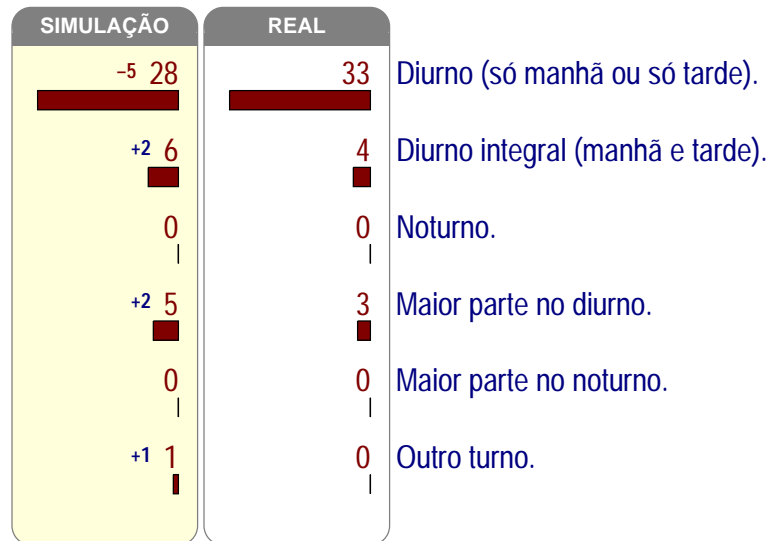 SIMULAÇÃO REAL
–5 28 33 Diurno (só manhã ou só tarde).
+2 6 4 Diurno integral (manhã e tarde).
0 0 Noturno.
+2 5 3 Maior parte no diurno.
0 0 Maior parte no noturno.
+1 1 0 Outro turno.